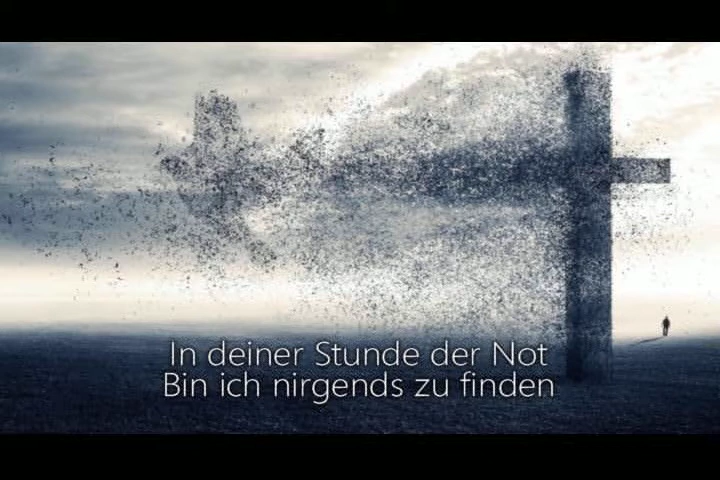 In deiner Stunde der Not
Bin ich nirgends zu finden